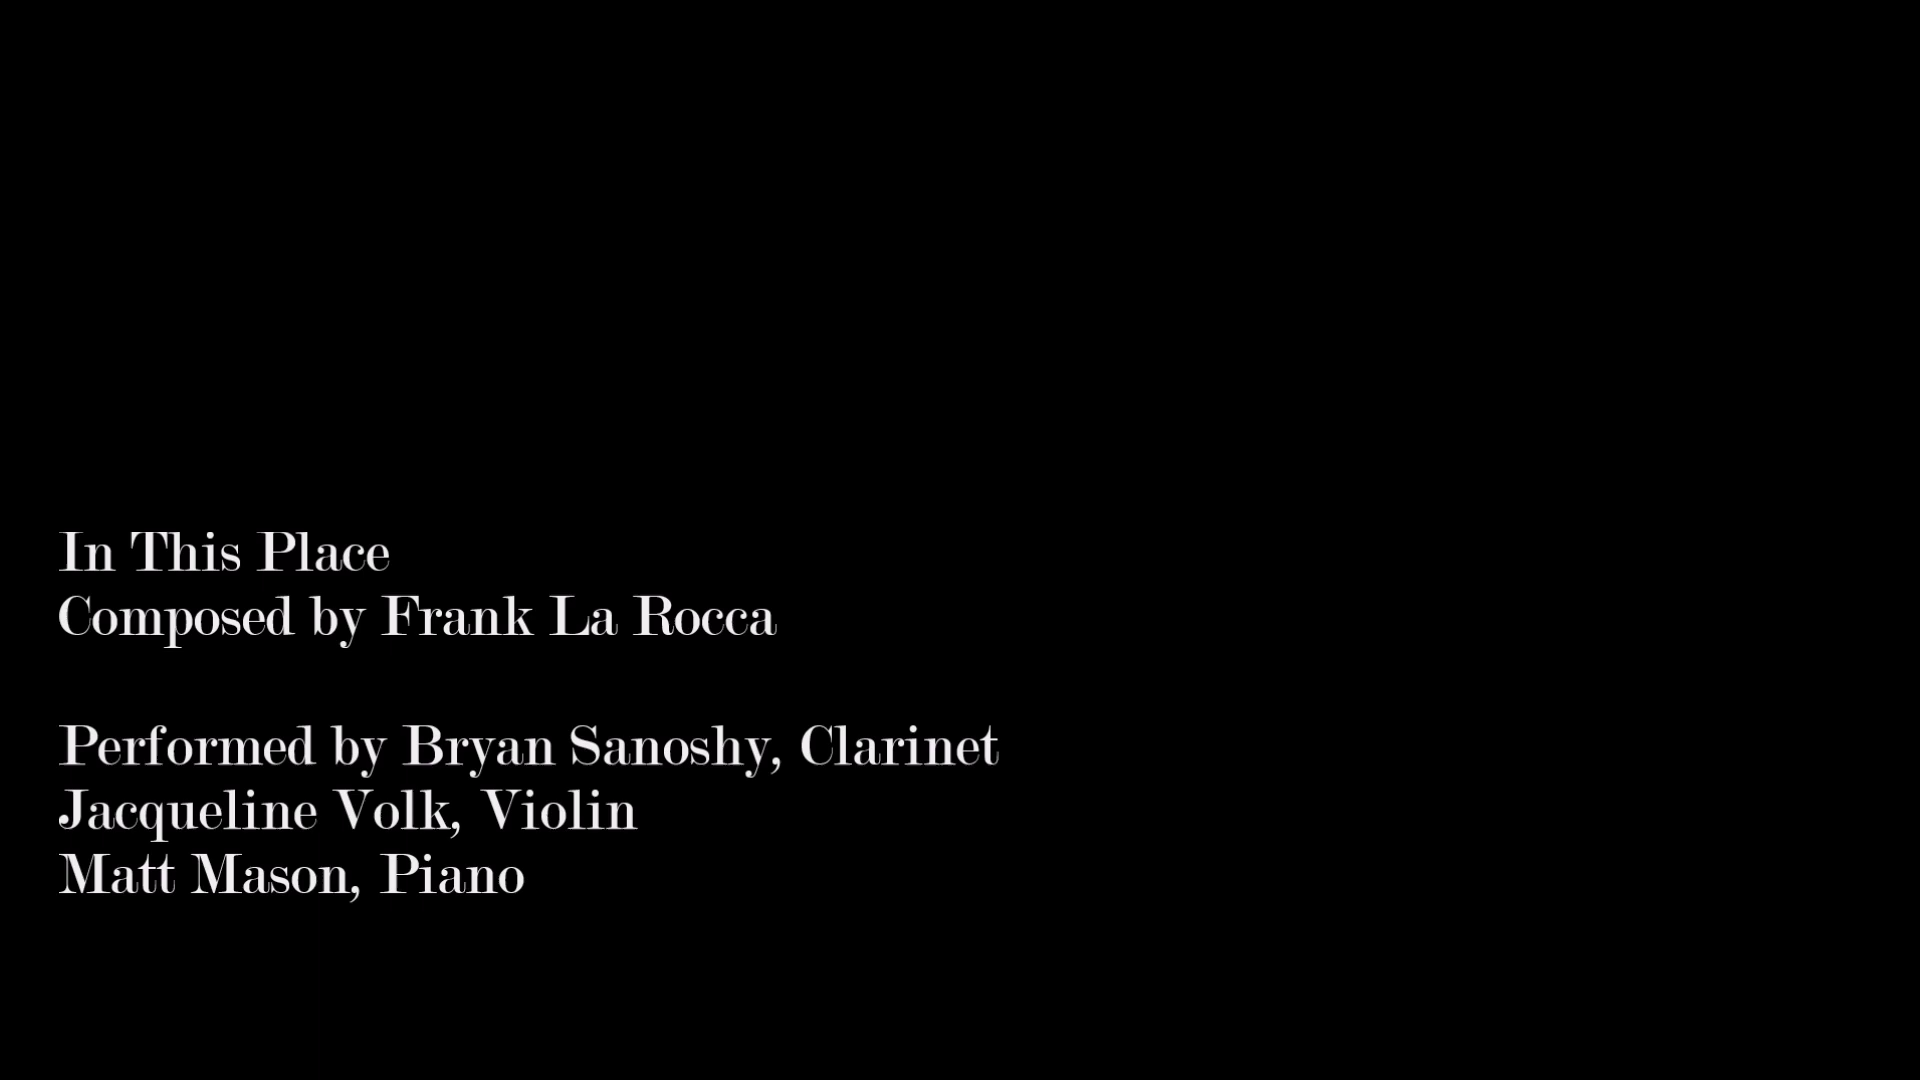 In This Place
Composed by Frank La Rocca
Performed by Bryan Sanoshy, Clarinet
Jacqueline Volk, Violin
Matt Mason, Piano